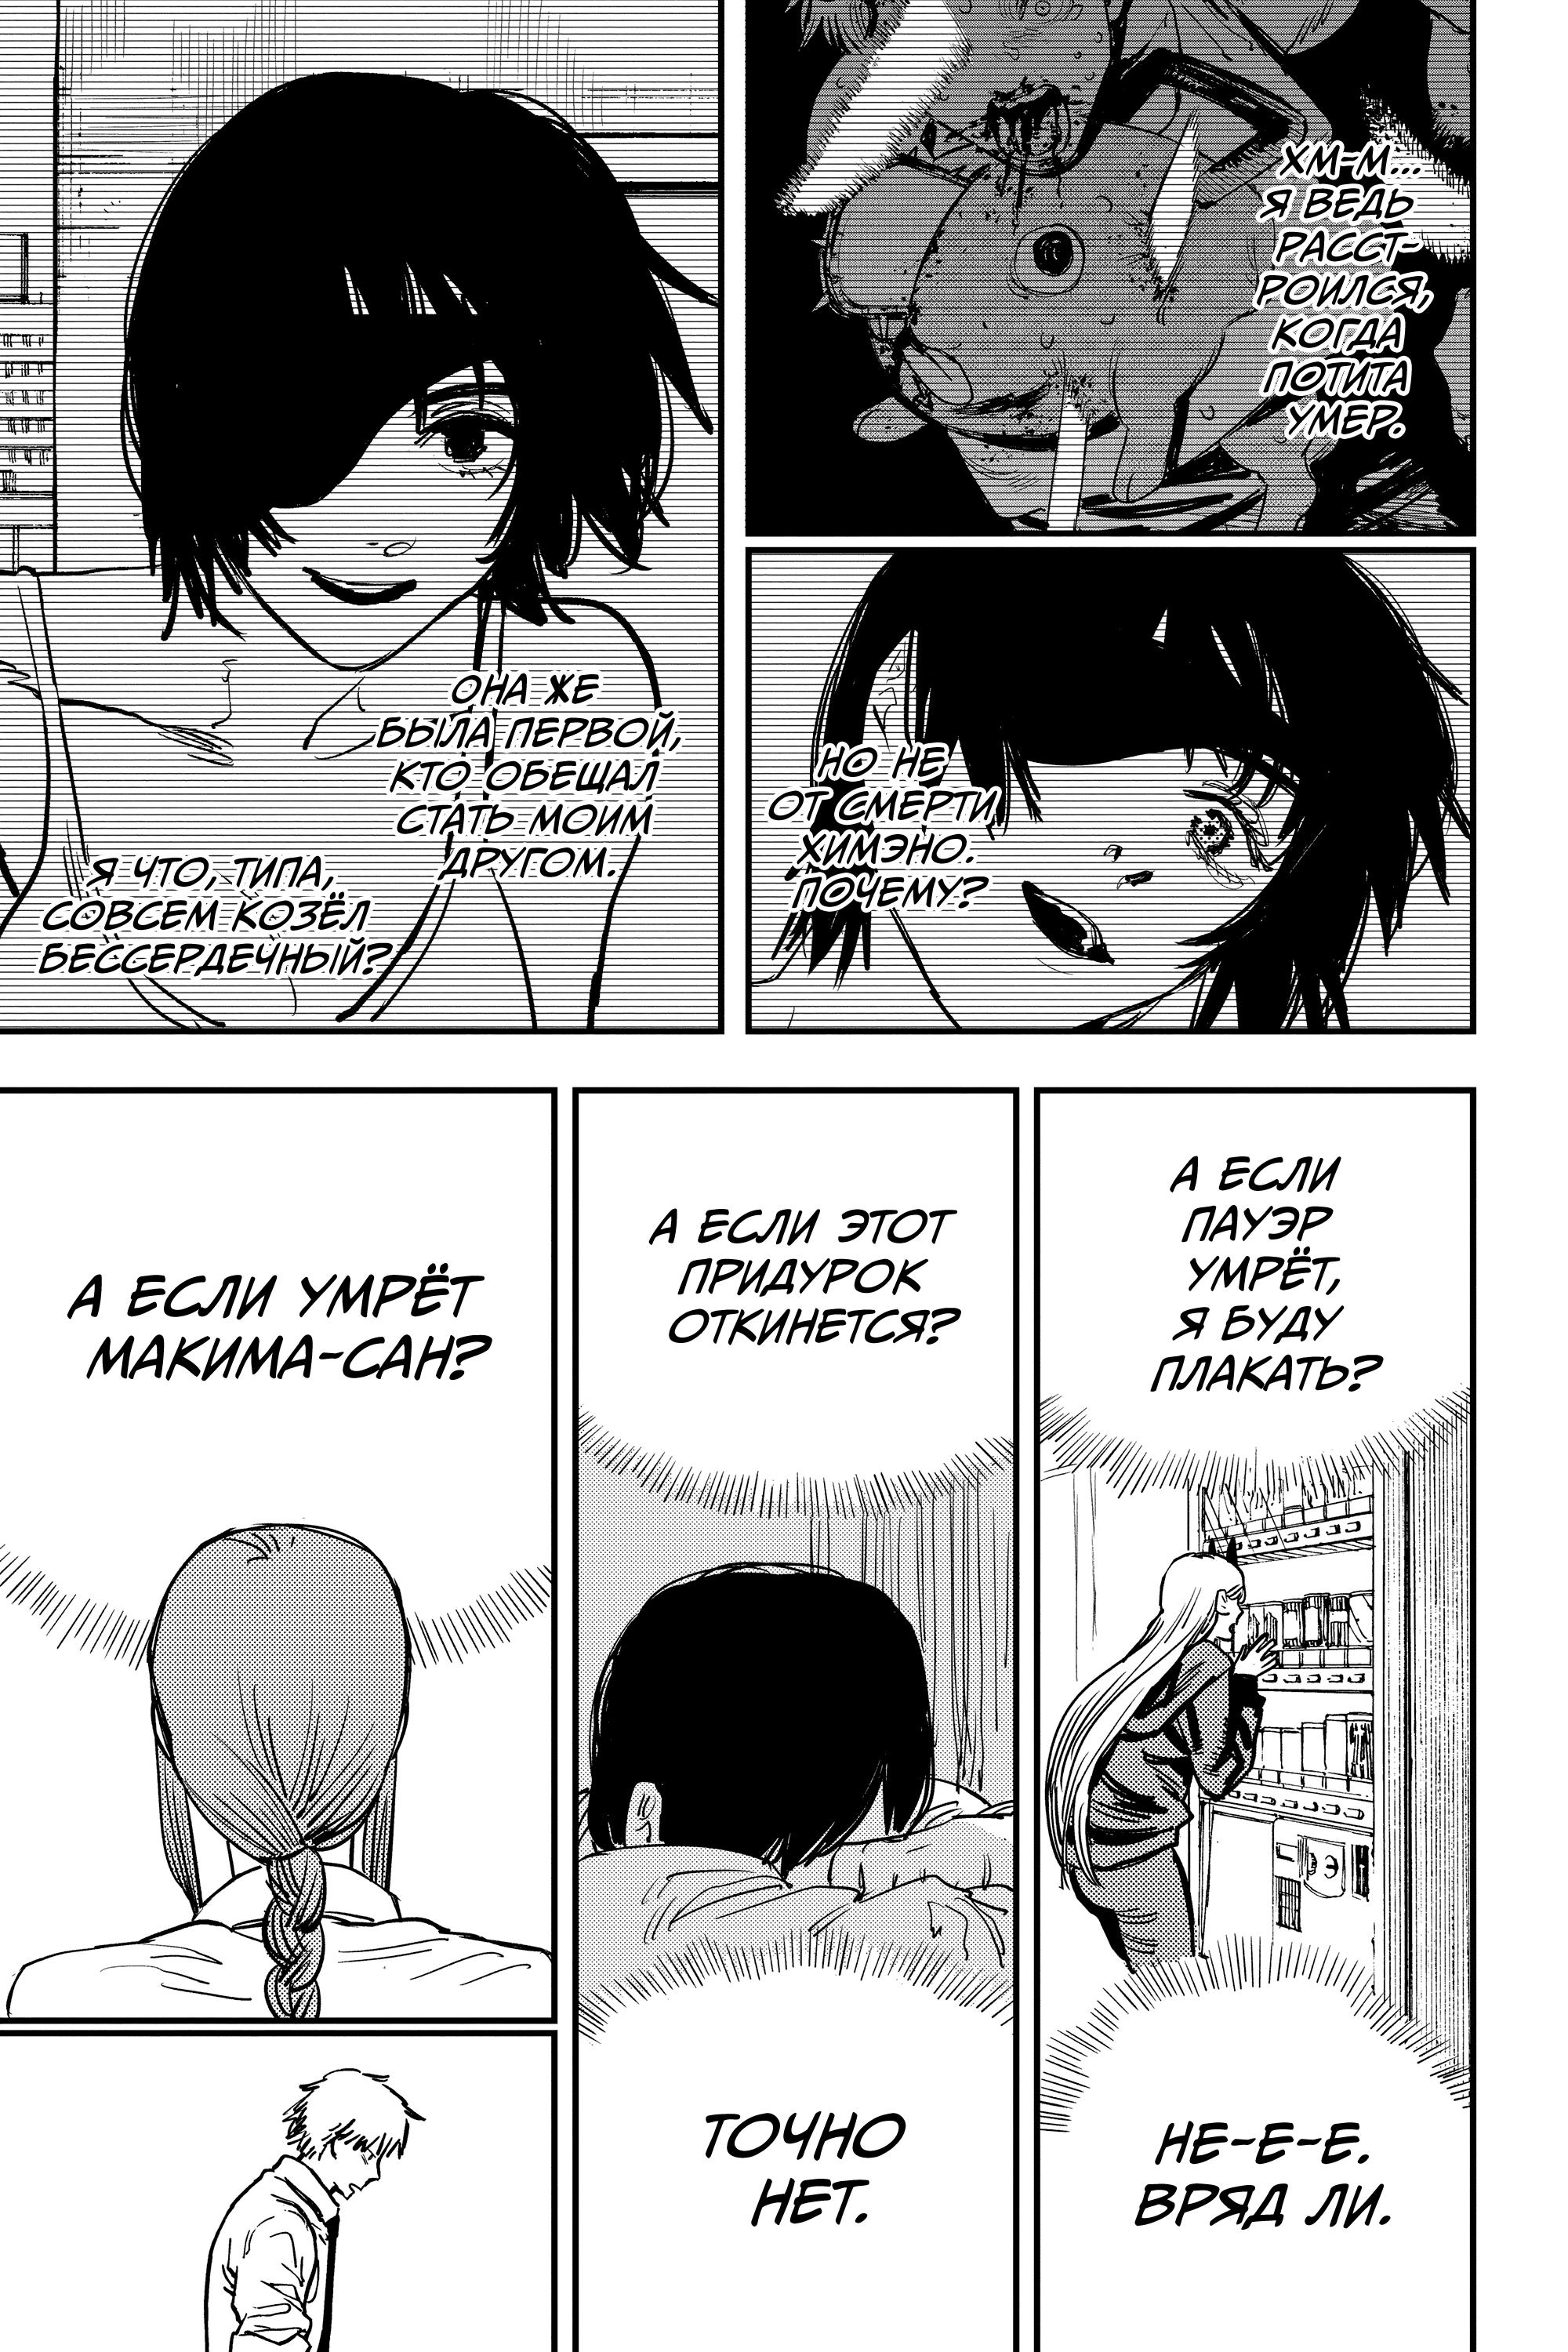 ХМ-М...
Я ВЕДЬ
РАССТ-
РОИЛСЯ,
КОГДА
ПОТИТА
УМЕР.
НО НЕ
ОТ СМЕРТИ
ХИМЭНО.
ПОЧЕМУ?
ОНА ЖЕ
БЫЛА ПЕРВОЙ,
КТО ОБЕЩАЛ
СТАТЬ МОИМ
ДРУГОМ.
Я ЧТО, ТИПА,
СОВСЕМ КОЗЁЛ
БЕССЕРДЕЧНЫЙ?
А ЕСЛИ
ПАУЭР
УМРЁТ,
Я БУДУ
ПЛАКАТЬ?
НЕ-Е-Е.
ВРЯД ЛИ.
А ЕСЛИ ЭТОТ
ПРИДУРОК
ОТКИНЕТСЯ?
ТОЧНО
НЕТ.
А ЕСЛИ УМРЁТ
МАКИМА-САН?